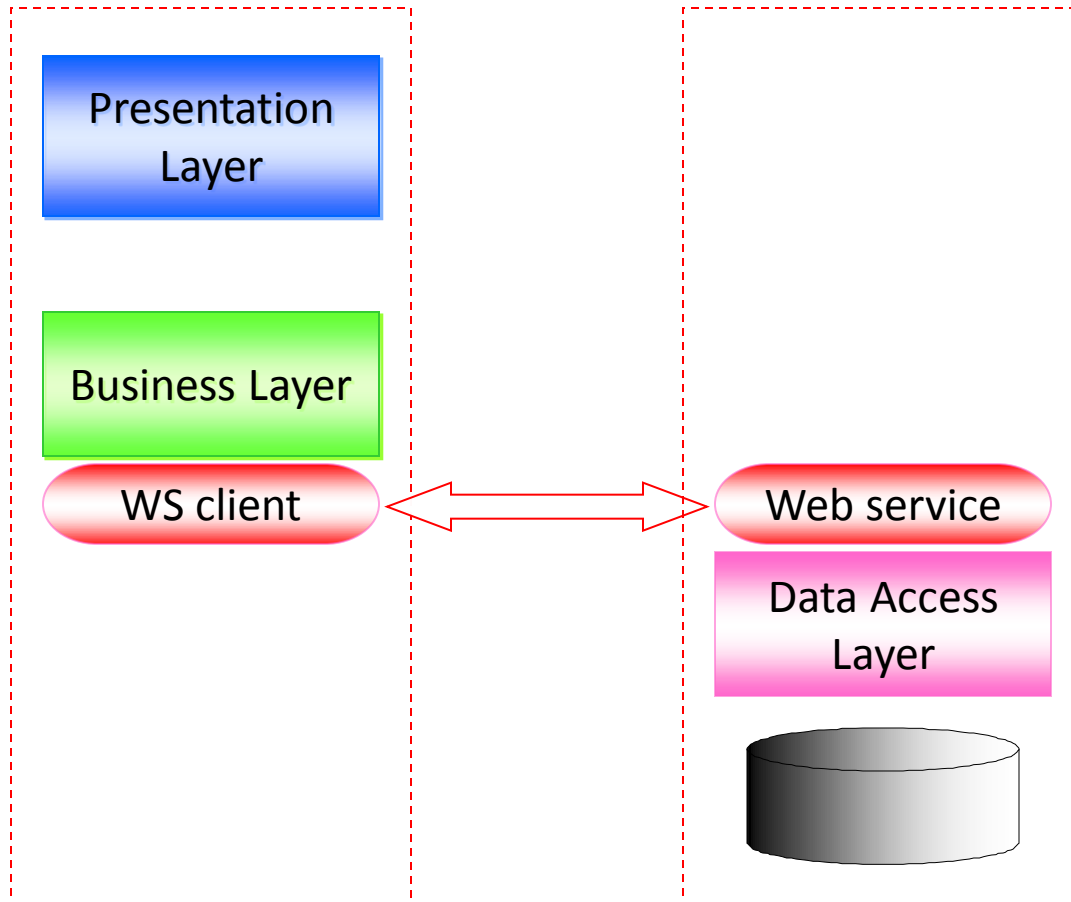 Presentation
Layer
Business Layer
WS client
Web service
Data Access
Layer